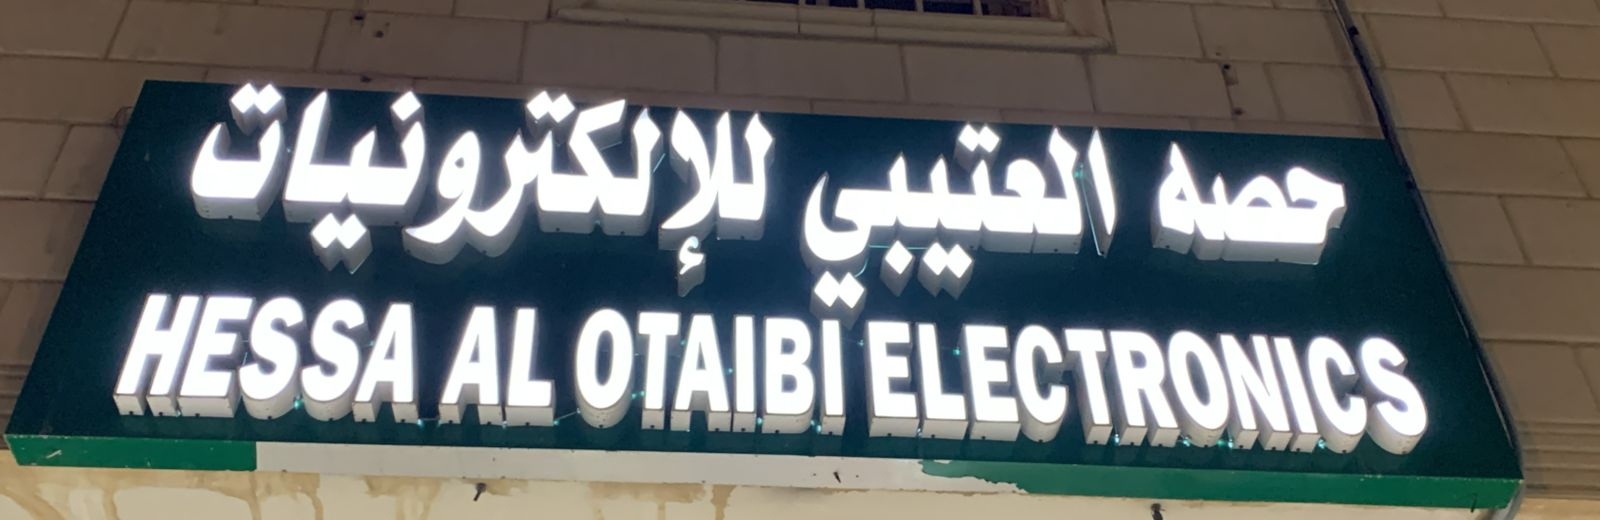 حصه العتيبي للإلكترونيات
HESSA AL OTAIBI ELECTRONICS